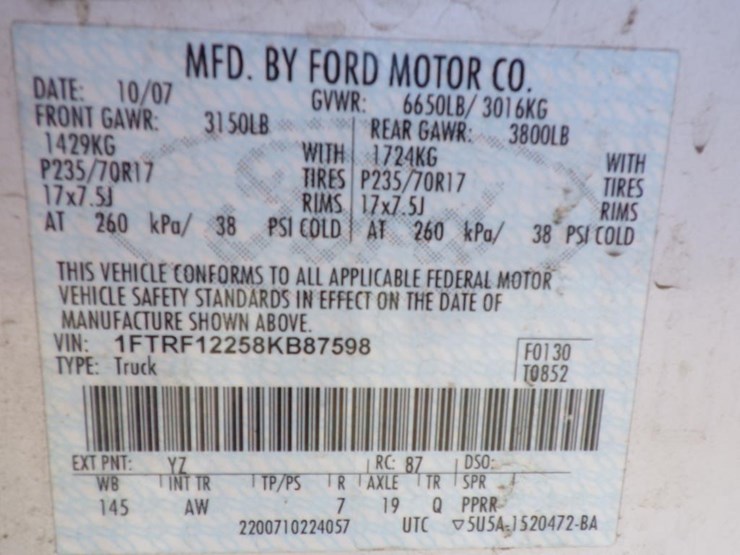 MFD. BY FORD MOTOR CO.
DATE: 10/07 GVWR: 6650LB/ 3016KG
FRONT GAWR: 3150LB REAR GAWR: 3800LB
1429KG WITH 1724KG WITH
P235/70R17 TIRES P235/70R17 TIRES
17x7.5J RIMS 17x7.5J RIMS
AT 260 kPa/ 38 PSI COLD AT 260 kPa/ 38 PSI COLD
THIS VEHICLE CONFORMS TO ALL APPLICABLE FEDERAL MOTOR
VEHICLE SAFETY STANDARDS IN EFFECT ON THE DATE OF
MANUFACTURE SHOWN ABOVE.
VIN: 1FTRF12258KB87598 F0130
TYPE: Truck T0852
EXT PNT: YZ RC: 87 DSO:
WB INT TR TP/PS R AXLE TR SPR
145 AW 7 19 Q PPRR
2200710224057 UTC ▽5U5A-1520472-BA